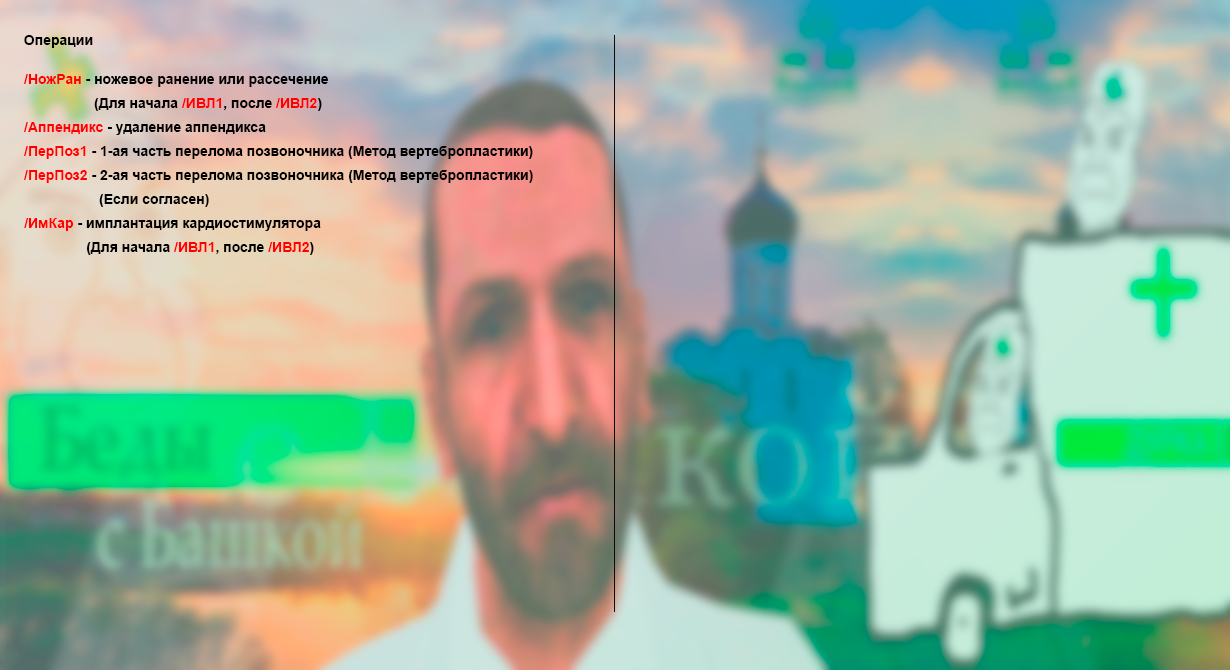 Операции
/НожРан - ножевое ранение или рассечение
(Для начала /ИВЛ1, после /ИВЛ2)
/Аппендикс - удаление аппендикса
/ПерПоз1 - 1-ая часть перелома позвоночника (Метод вертебропластики)
/ПерПоз2 - 2-ая часть перелома позвоночника (Метод вертебропластики)
(Если согласен)
/ИмКар - имплантация кардиостимулятора
(Для начала /ИВЛ1, после /ИВЛ2)
Беды
с Башкой